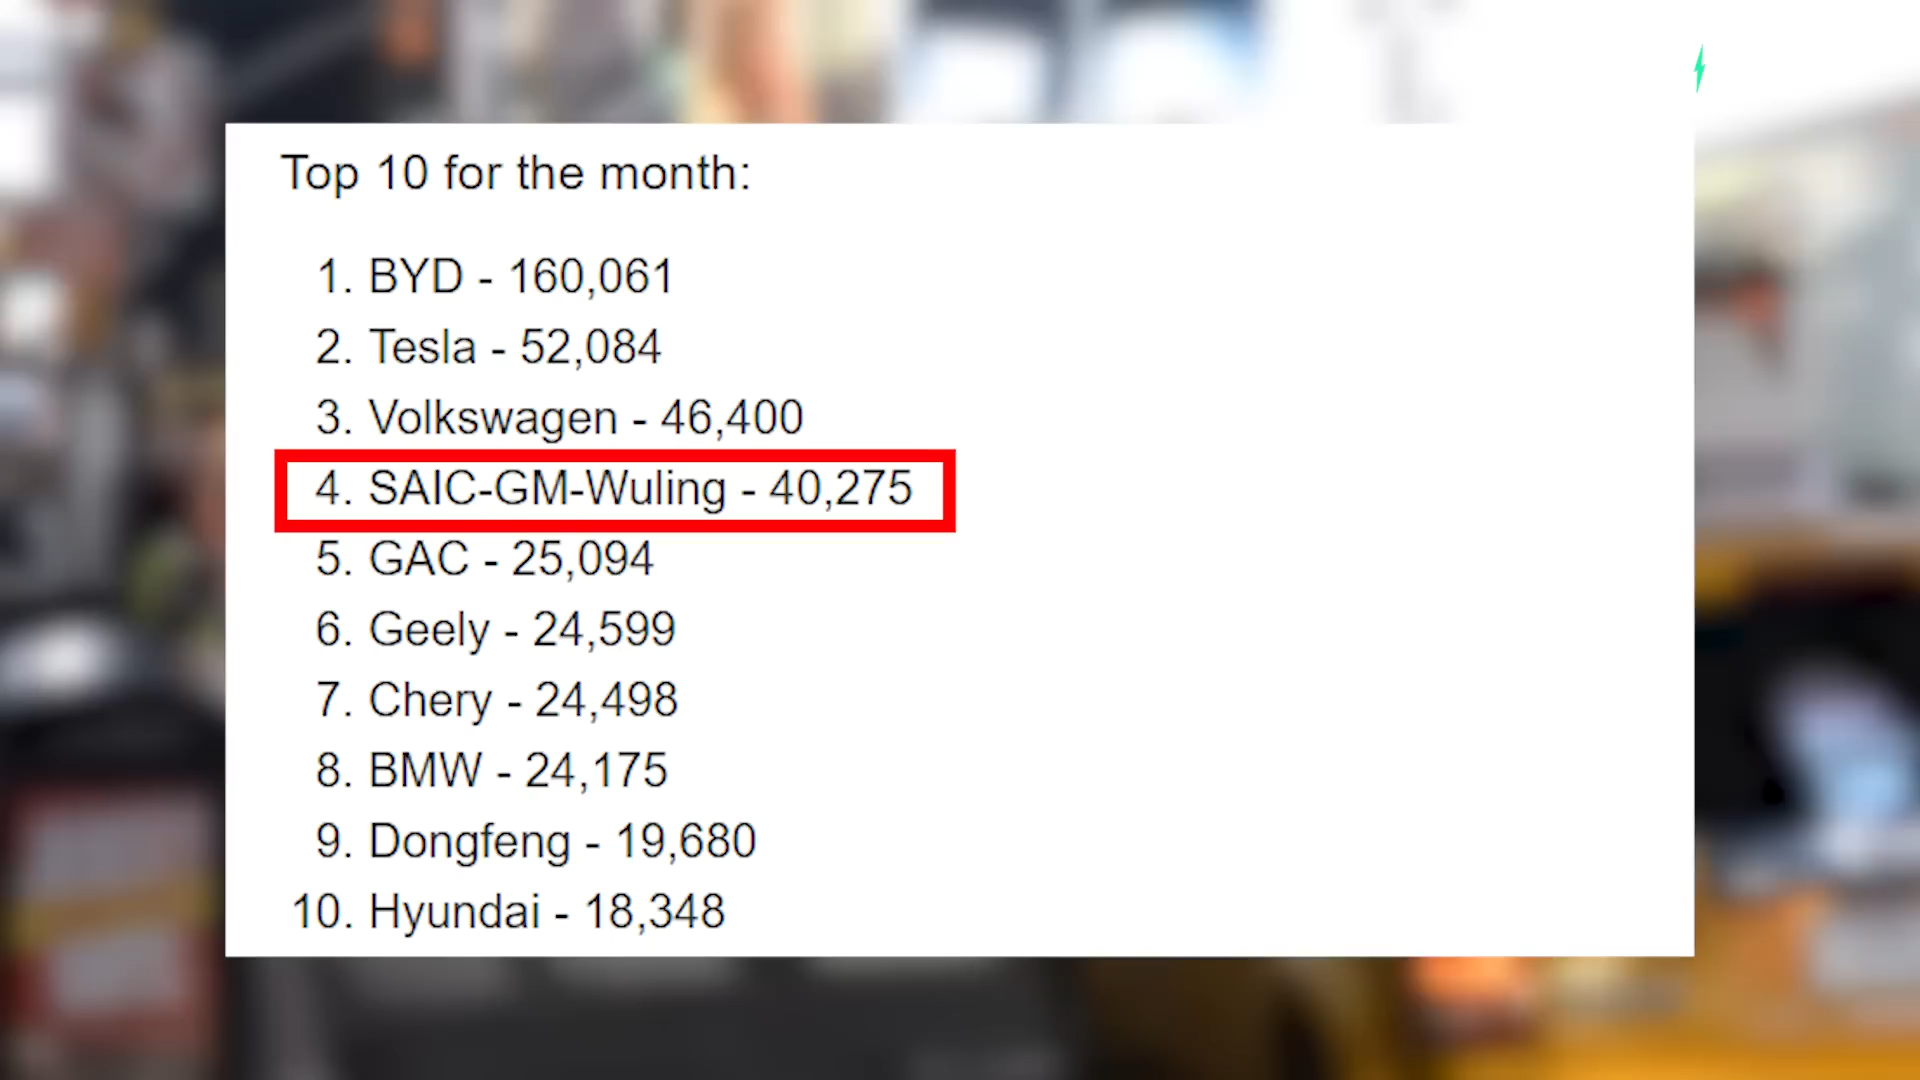 Top 10 for the month:
1. BYD - 160,061
2. Tesla - 52,084
3. Volkswagen - 46,400
4. SAIC-GM-Wuling - 40,275
5. GAC - 25,094
6. Geely - 24,599
7. Chery - 24,498
8. BMW - 24,175
9. Dongfeng - 19,680
10. Hyundai - 18,348